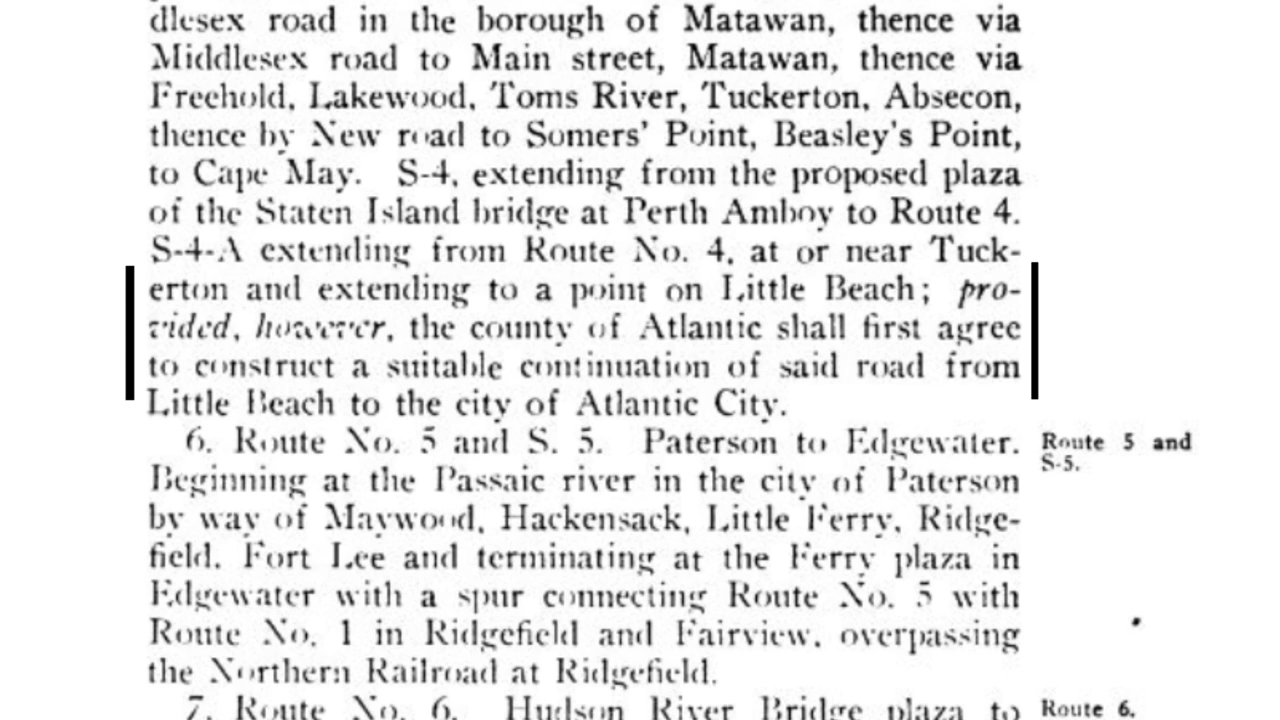 dlesex road in the borough of Matawan, thence via
Middlesex road to Main street, Matawan, thence via
Freehold, Lakewood, Toms River, Tuckerton, Absecon,
thence by New road to Somers' Point, Beasley's Point,
to Cape May. S-4, extending from the proposed plaza
of the Staten Island bridge at Perth Amboy to Route 4.
S-4-A extending from Route No. 4, at or near Tuck-
erton and extending to a point on Little Beach; pro-
vided, however, the county of Atlantic shall first agree
to construct a suitable continuation of said road from
Little Beach to the city of Atlantic City.
6. Route No. 5 and S. 5. Paterson to Edgewater.
Route 5 and
S-5.
Beginning at the Passaic river in the city of Paterson
by way of Maywood, Hackensack, Little Ferry, Ridge-
field, Fort Lee and terminating at the Ferry plaza in
Edgewater with a spur connecting Route No. 5 with
Route No. 1 in Ridgefield and Fairview, overpassing
the Northern Railroad at Ridgefield.
7. Route No. 6. Hudson River Bridge plaza to
Route 6.